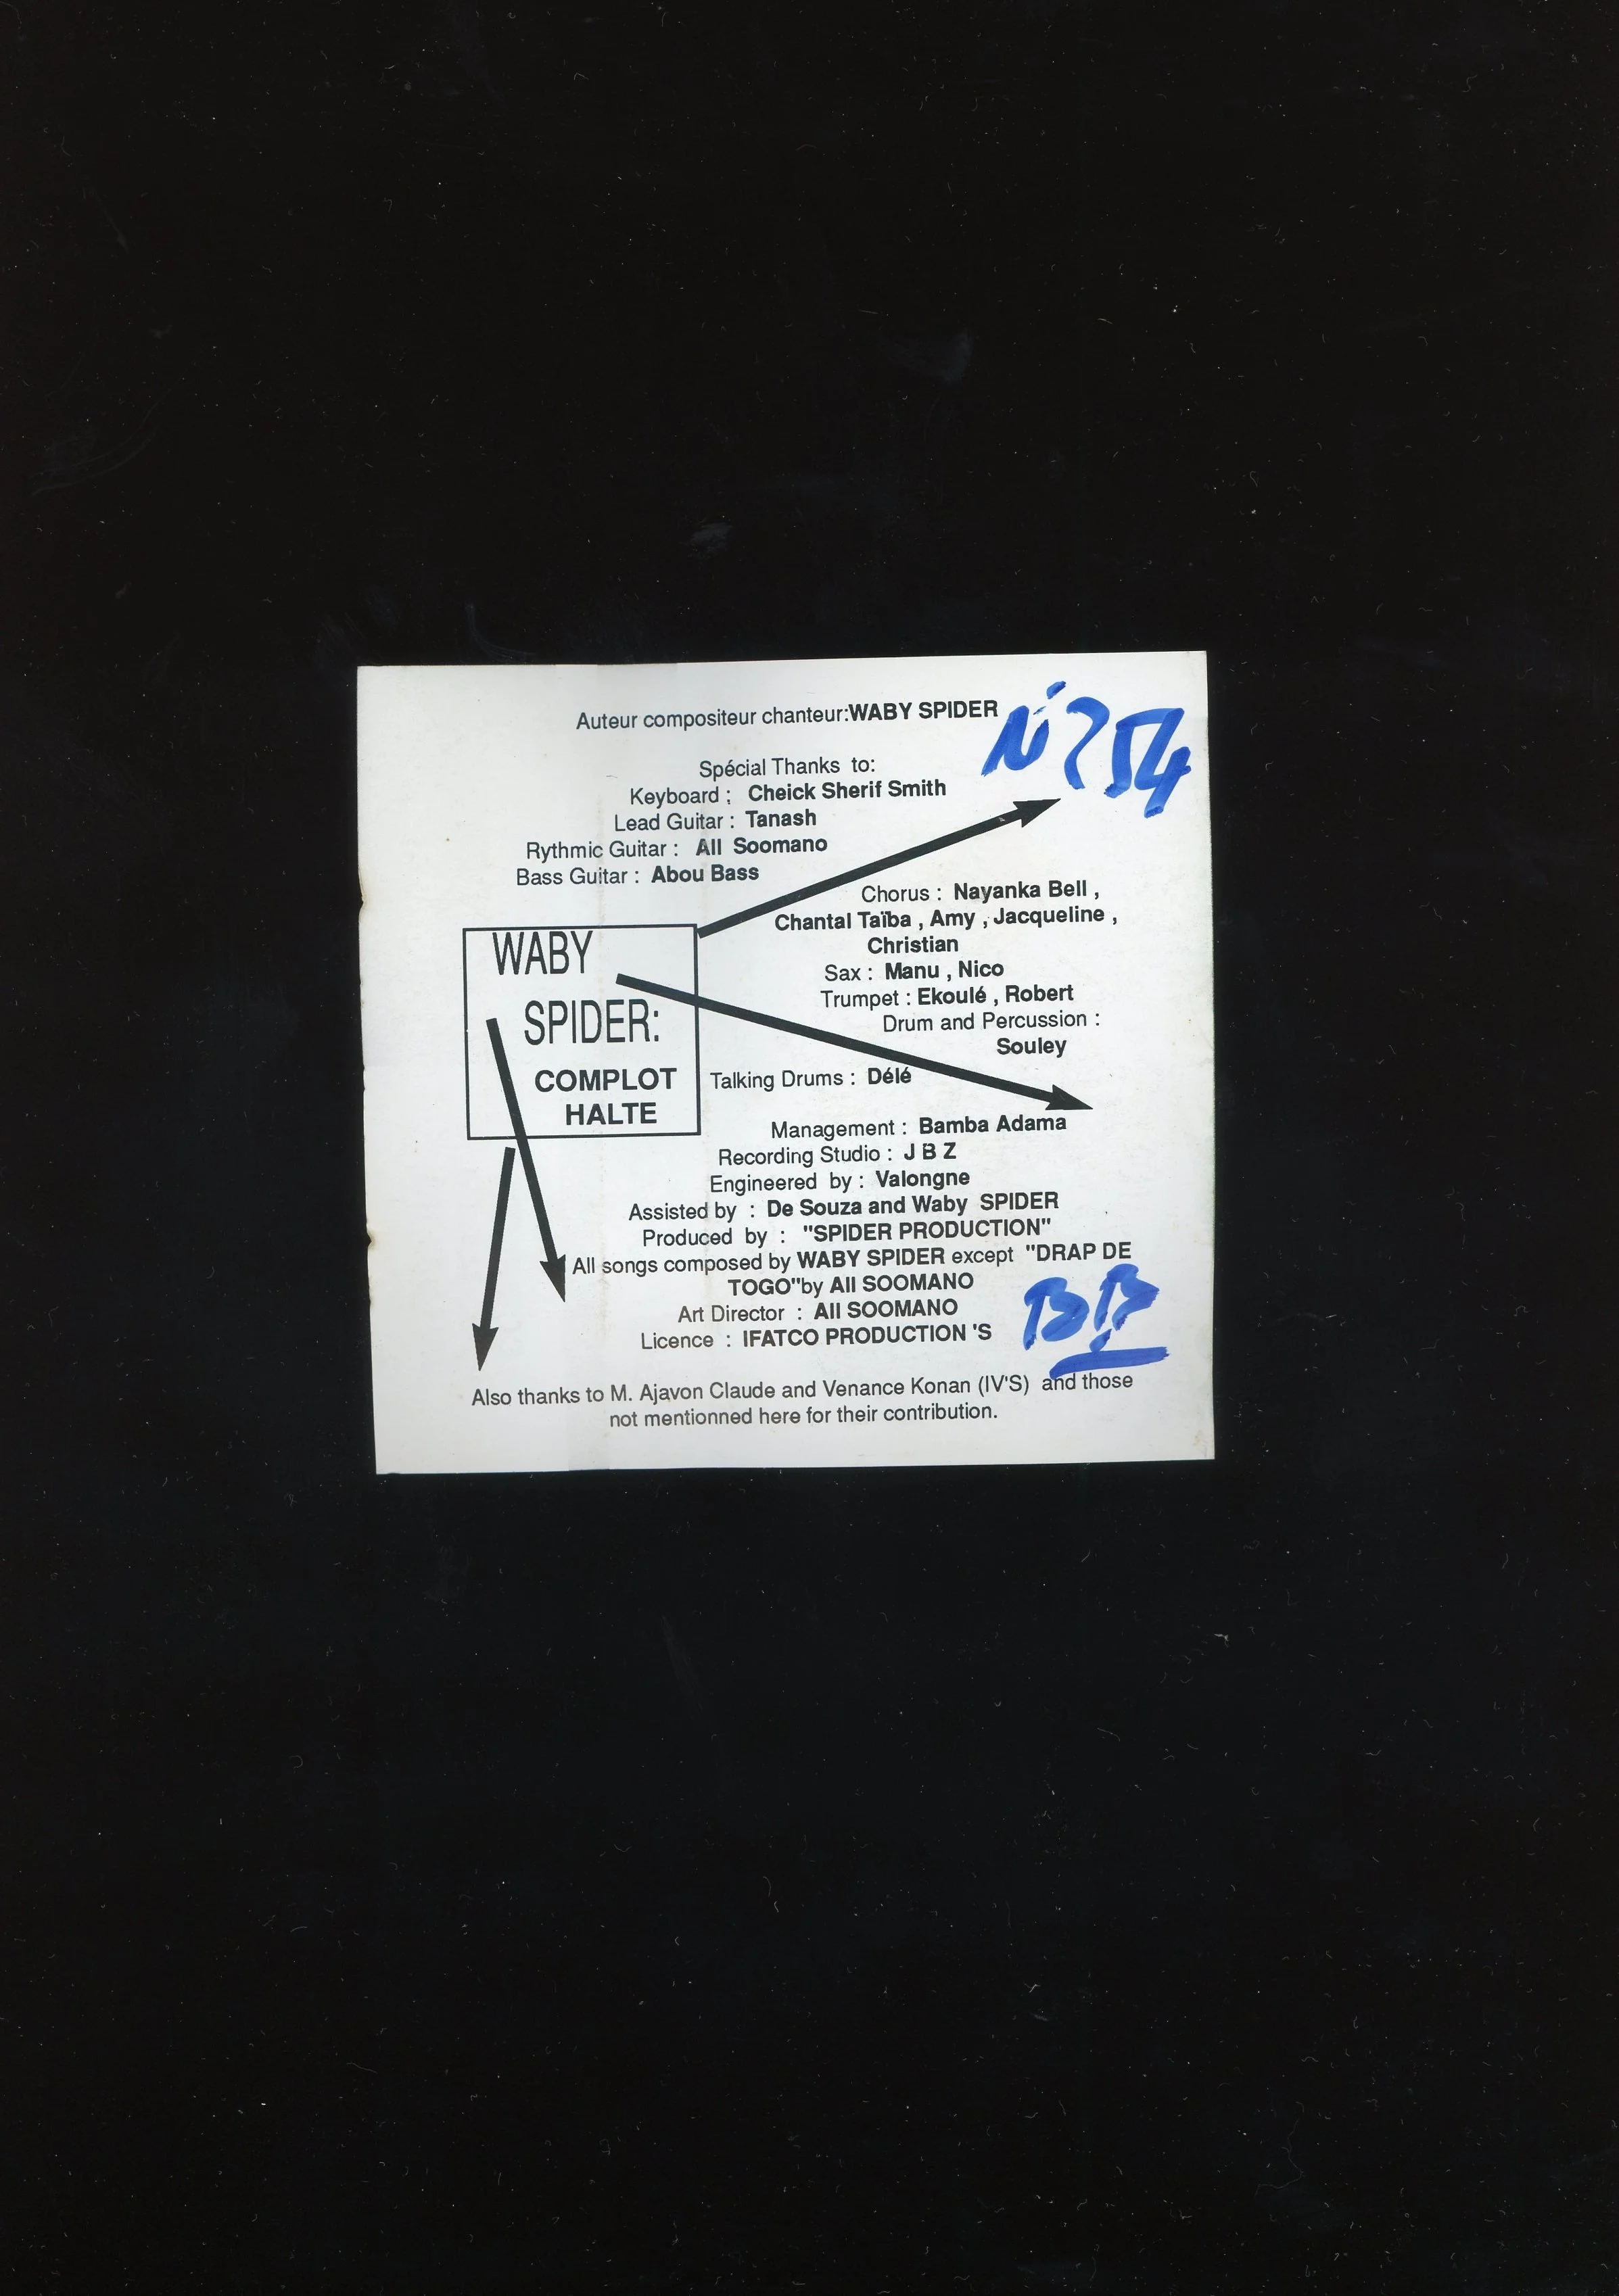 Auteur compositeur chanteur:WABY SPIDER
N° 254
Spécial Thanks to:
Keyboard ; Cheick Sherif Smith
Lead Guitar : Tanash
Rythmic Guitar : All Soomano
Bass Guitar : Abou Bass
Chorus : Nayanka Bell ,
Chantal Taïba , Amy , Jacqueline ,
Christian
Sax : Manu , Nico
Trumpet : Ekoulé , Robert
Drum and Percussion :
Souley
Talking Drums : Délé
WABY
SPIDER:
COMPLOT
HALTE
Management : Bamba Adama
Recording Studio : J B Z
Engineered by : Valongne
Assisted by : De Souza and Waby SPIDER
Produced by : "SPIDER PRODUCTION"
All songs composed by WABY SPIDER except "DRAP DE
TOGO"by All SOOMANO
Art Director : All SOOMANO
Licence : IFATCO PRODUCTION 'S
BB
Also thanks to M. Ajavon Claude and Venance Konan (IV'S) and those
not mentionned here for their contribution.